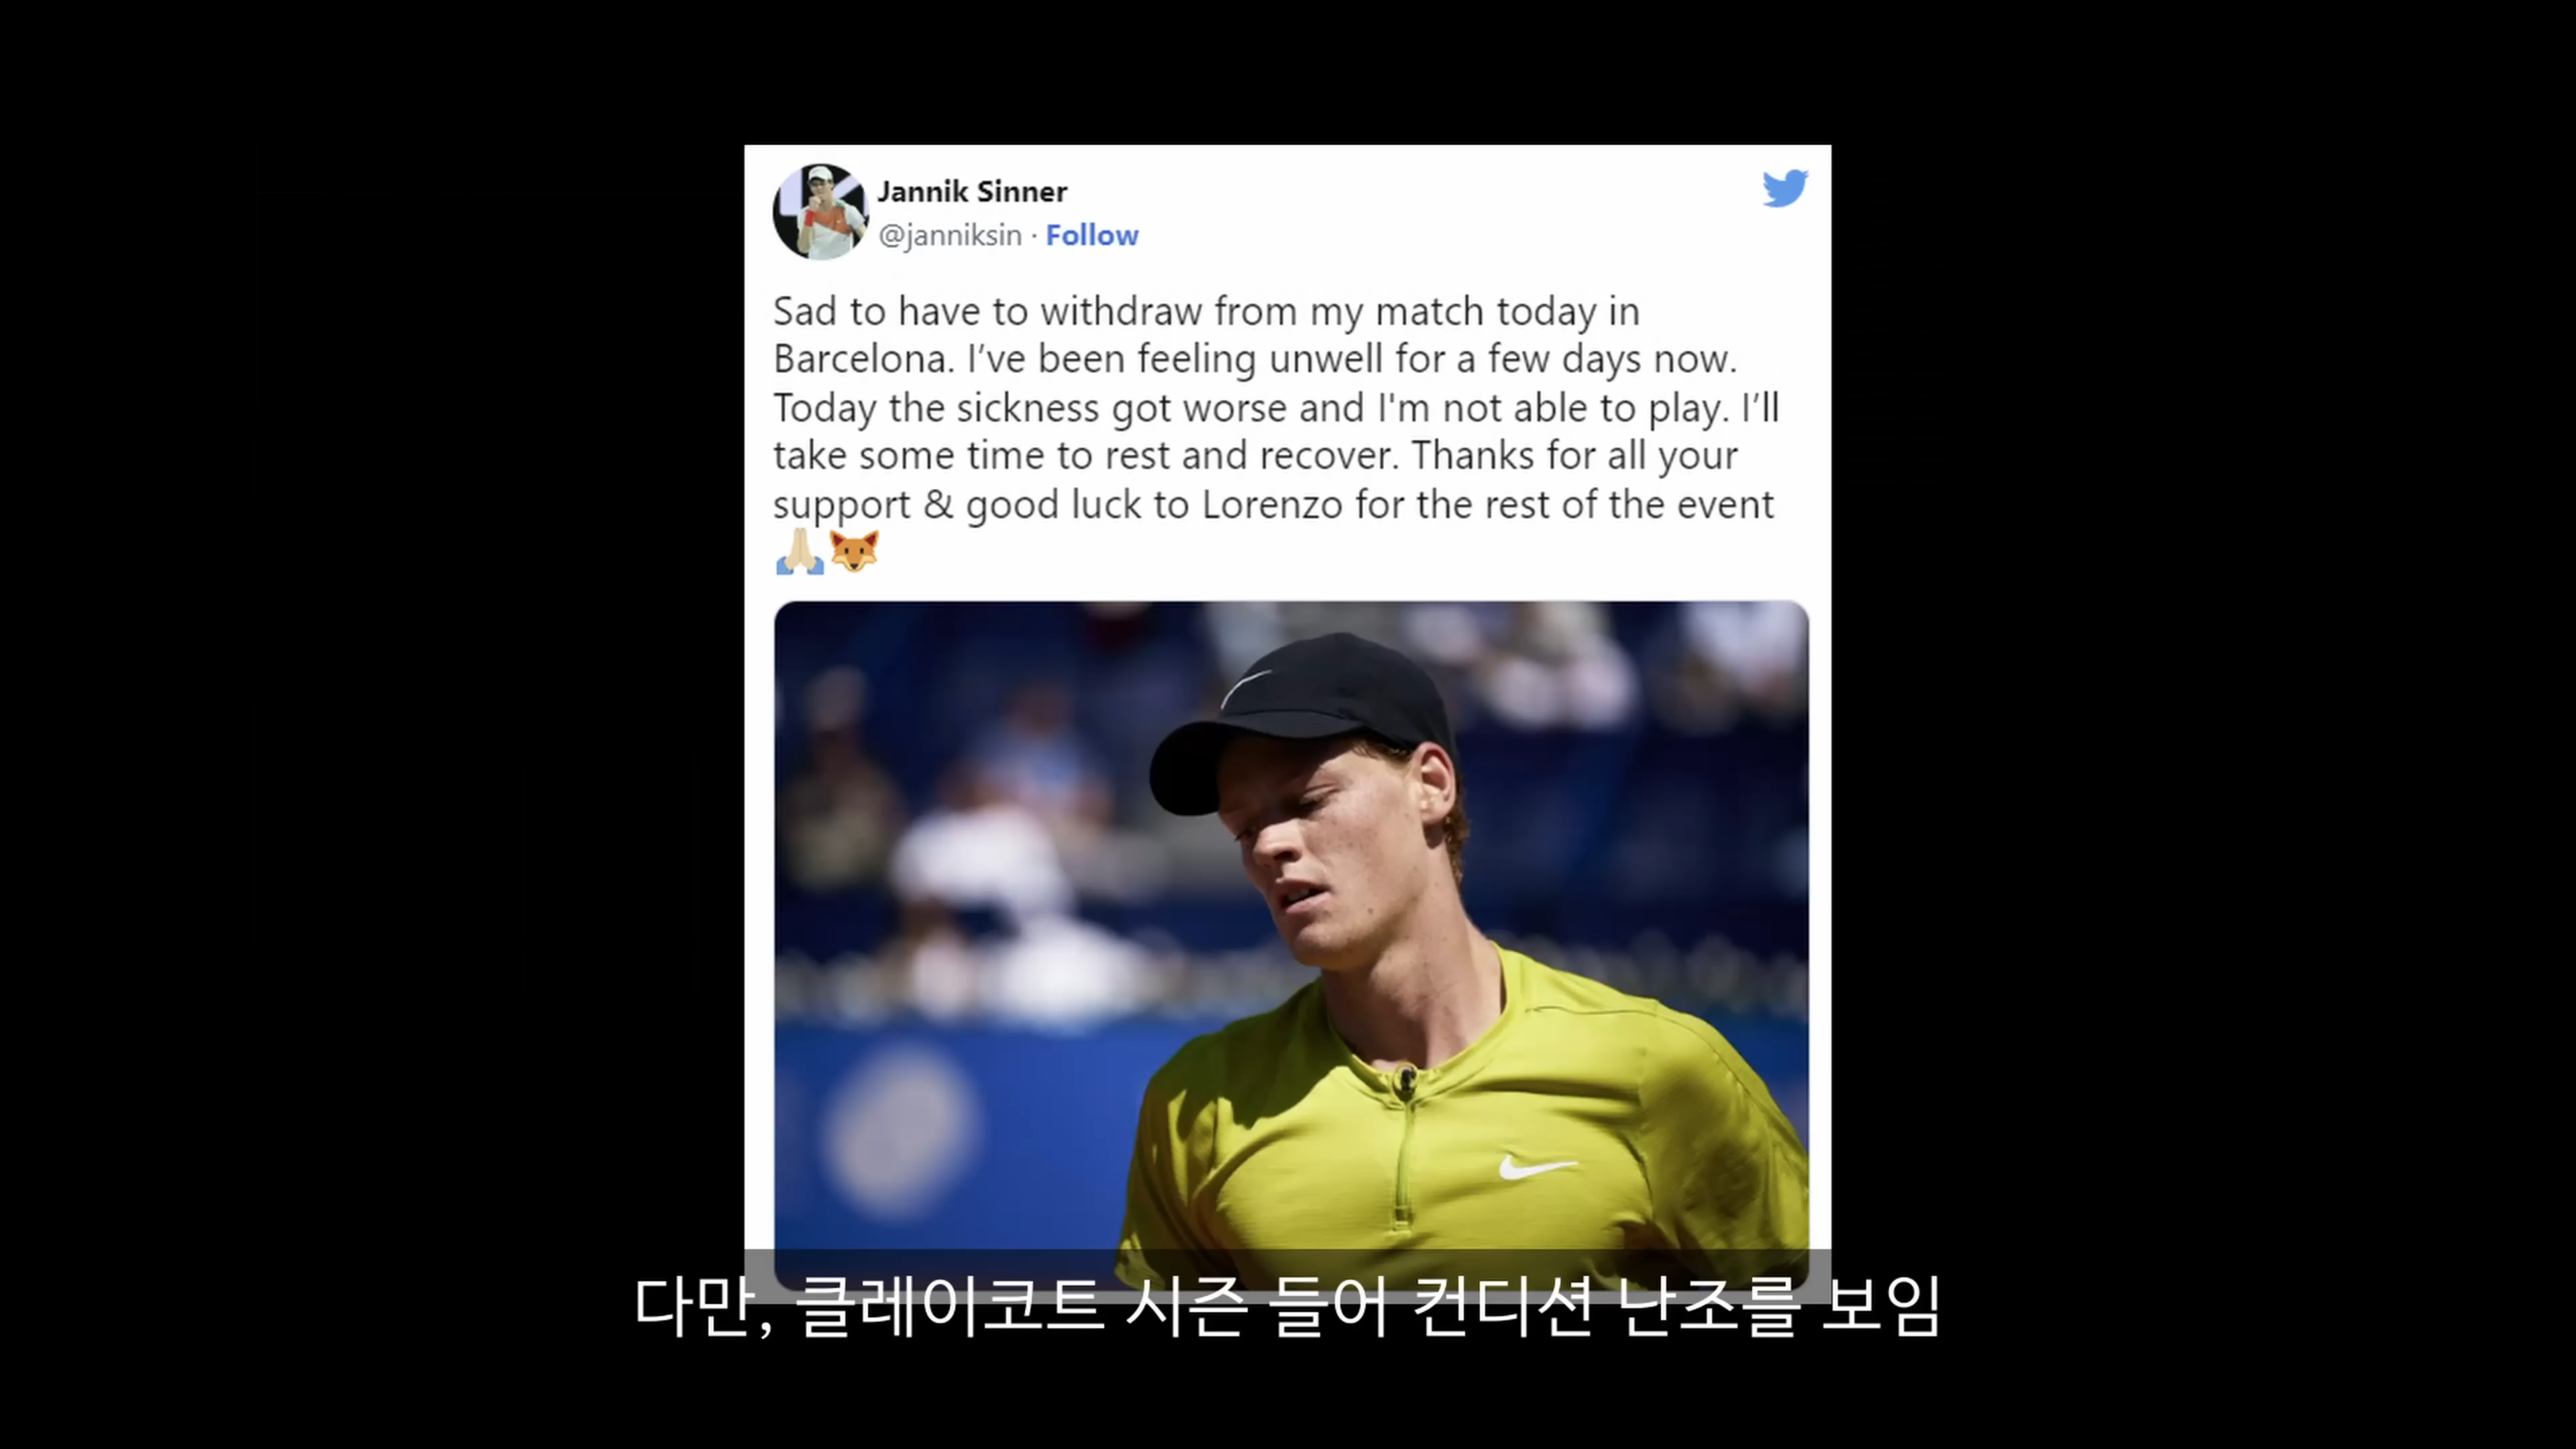 Jannik Sinner
@janniksin · Follow
Sad to have to withdraw from my match today in
Barcelona. I’ve been feeling unwell for a few days now.
Today the sickness got worse and I'm not able to play. I’ll
take some time to rest and recover. Thanks for all your
support & good luck to Lorenzo for the rest of the event
🙏🏼🦊
다만, 클레이코트 시즌 들어 컨디션 난조를 보임